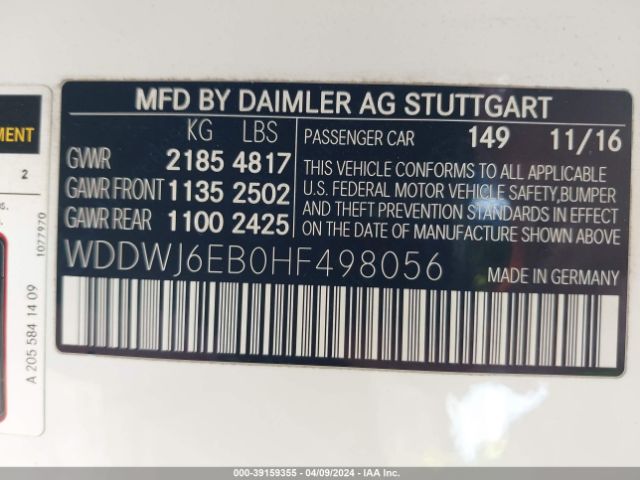 MFD BY DAIMLER AG STUTTGART
KG LBS
GWWR 2185 4817
GAWR FRONT 1135 2502
GAWR REAR 1100 2425
PASSENGER CAR 149 11/16
THIS VEHICLE CONFORMS TO ALL APPLICABLE
U.S. FEDERAL MOTOR VEHICLE SAFETY,BUMPER
AND THEFT PREVENTION STANDARDS IN EFFECT
ON THE DATE OF MANUFACTURE SHOWN ABOVE
WDDWJ6EB0HF498056
MADE IN GERMANY
MENT
2
os.
1077970
A 205 584 14 09
000-39159355 | 04/09/2024 | IAA Inc.